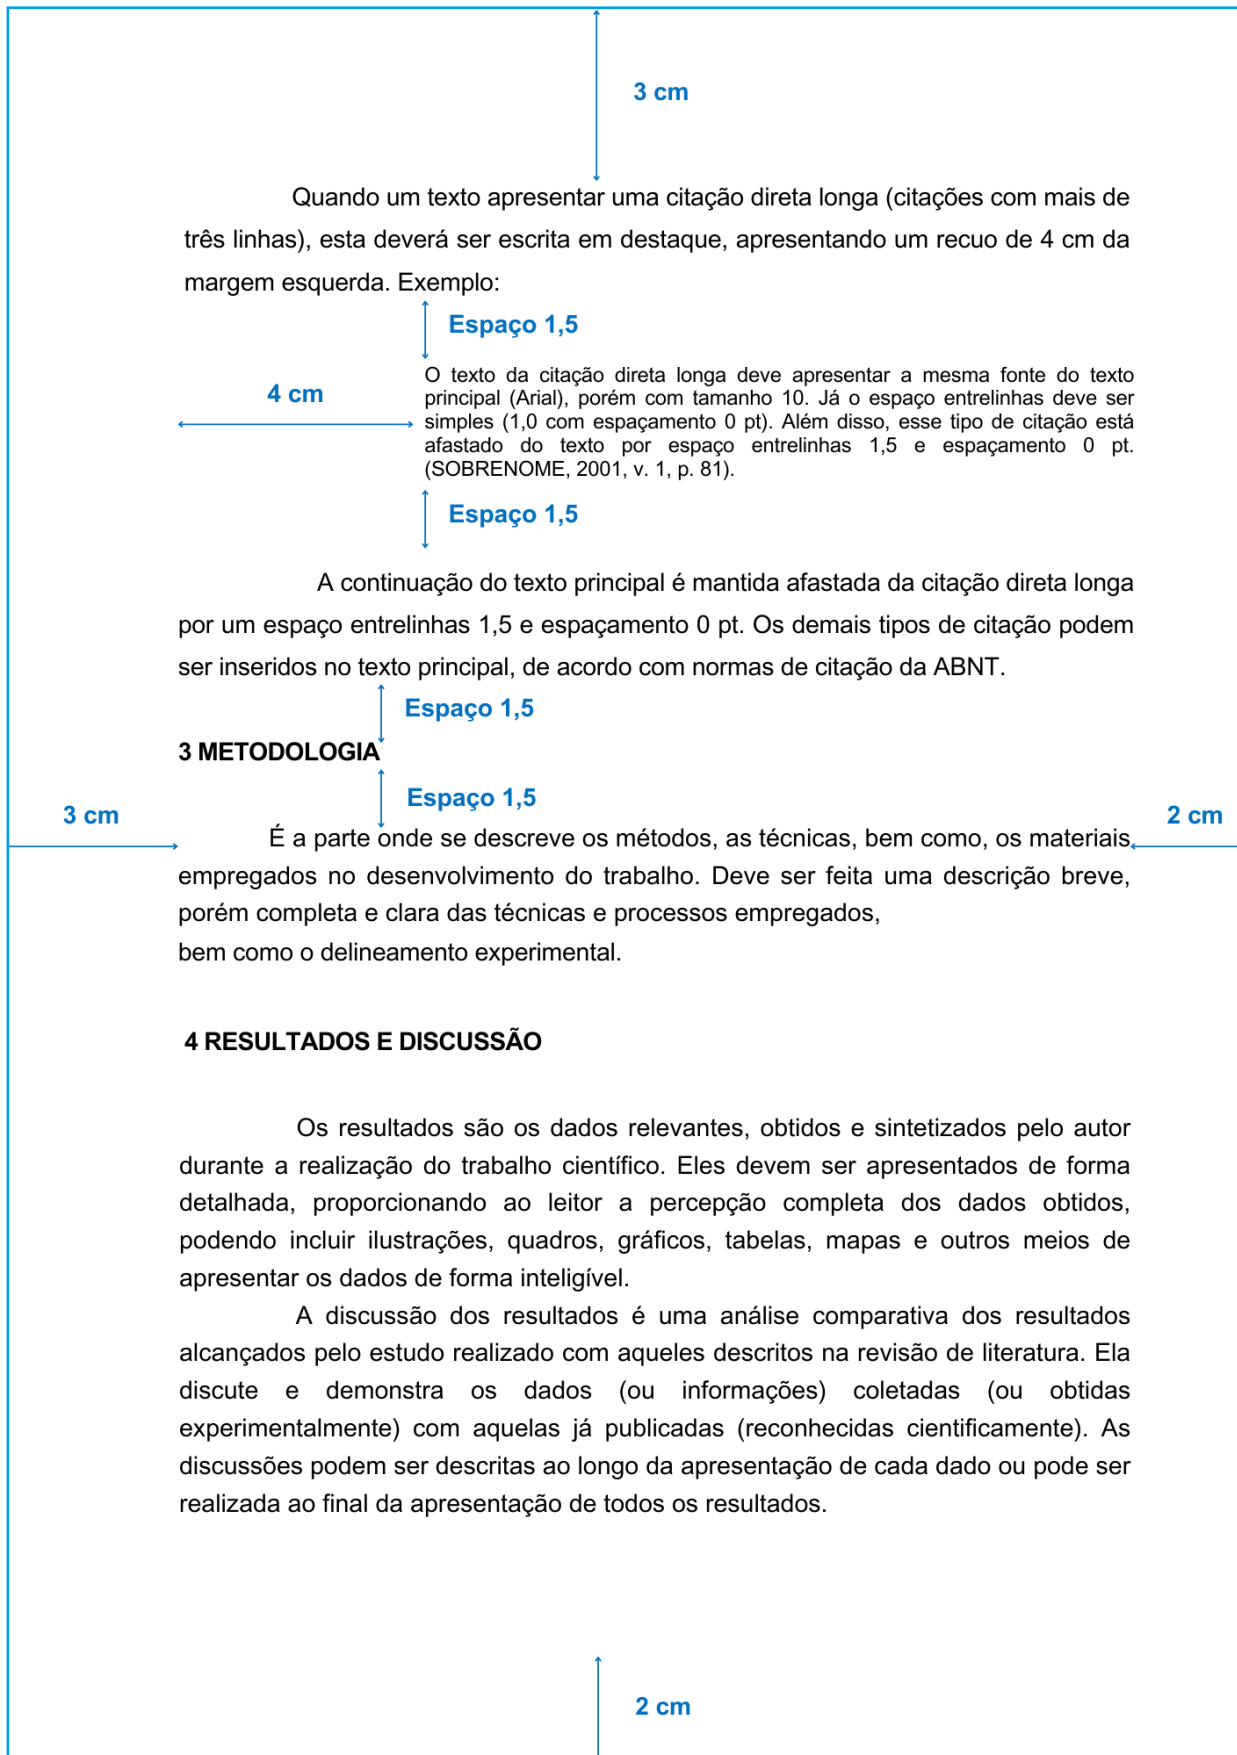 3 cm
Quando um texto apresentar uma citação direta longa (citações com mais de
três linhas), esta deverá ser escrita em destaque, apresentando um recuo de 4 cm da
margem esquerda. Exemplo:
Espaço 1,5
4 cm
O texto da citação direta longa deve apresentar a mesma fonte do texto
principal (Arial), porém com tamanho 10. Já o espaço entrelinhas deve ser
simples (1,0 com espaçamento 0 pt). Além disso, esse tipo de citação está
afastado do texto por espaço entrelinhas 1,5 e espaçamento 0 pt.
(SOBRENOME, 2001, v. 1, p. 81).
Espaço 1,5
A continuação do texto principal é mantida afastada da citação direta longa
por um espaço entrelinhas 1,5 e espaçamento 0 pt. Os demais tipos de citação podem
ser inseridos no texto principal, de acordo com normas de citação da ABNT.
Espaço 1,5
3 METODOLOGIA
Espaço 1,5
3 cm
2 cm
É a parte onde se descreve os métodos, as técnicas, bem como, os materiais
empregados no desenvolvimento do trabalho. Deve ser feita uma descrição breve,
porém completa e clara das técnicas e processos empregados,
bem como o delineamento experimental.
4 RESULTADOS E DISCUSSÃO
Os resultados são os dados relevantes, obtidos e sintetizados pelo autor
durante a realização do trabalho científico. Eles devem ser apresentados de forma
detalhada, proporcionando ao leitor a percepção completa dos dados obtidos,
podendo incluir ilustrações, quadros, gráficos, tabelas, mapas e outros meios de
apresentar os dados de forma inteligível.
A discussão dos resultados é uma análise comparativa dos resultados
alcançados pelo estudo realizado com aqueles descritos na revisão de literatura. Ela
discute e demonstra os dados (ou informações) coletadas (ou obtidas
experimentalmente) com aquelas já publicadas (reconhecidas cientificamente). As
discussões podem ser descritas ao longo da apresentação de cada dado ou pode ser
realizada ao final da apresentação de todos os resultados.
2 cm